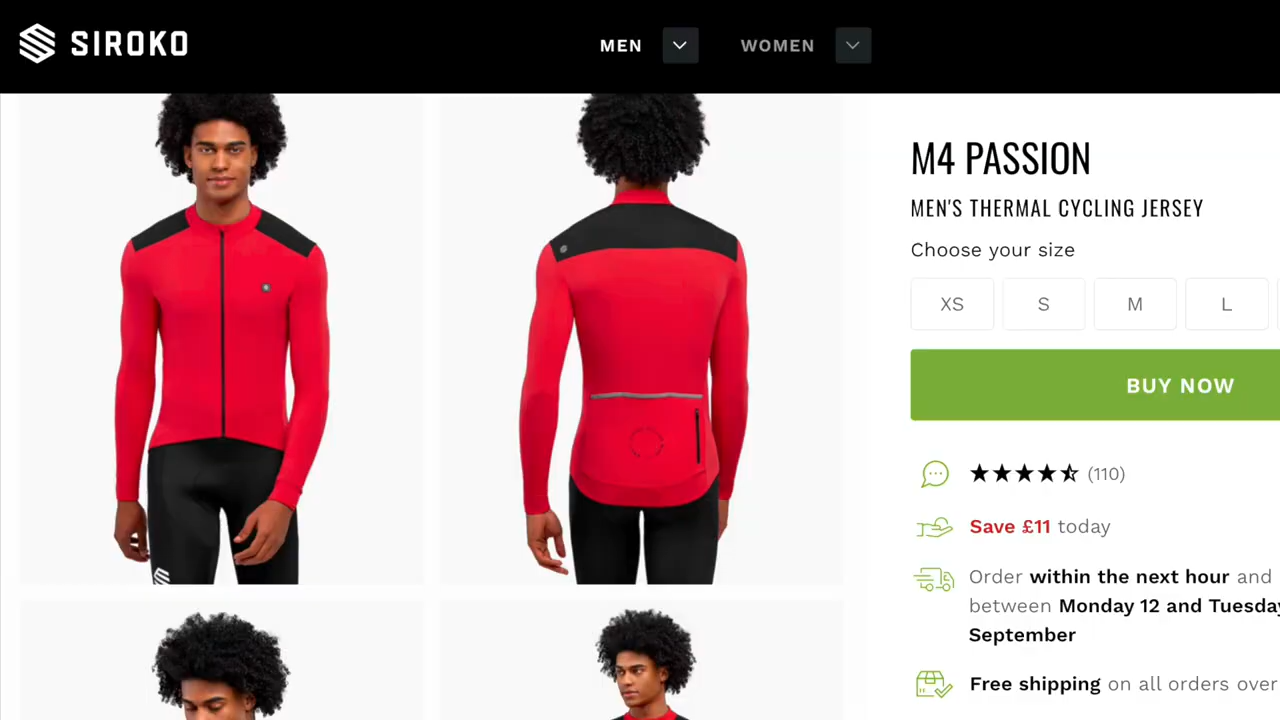 SIROKO
MEN
WOMEN
M4 PASSION
MEN'S THERMAL CYCLING JERSEY
Choose your size
XS
S
M
L
BUY NOW
(110)
Save £11 today
Order within the next hour and
between Monday 12 and Tuesday
September
Free shipping on all orders over